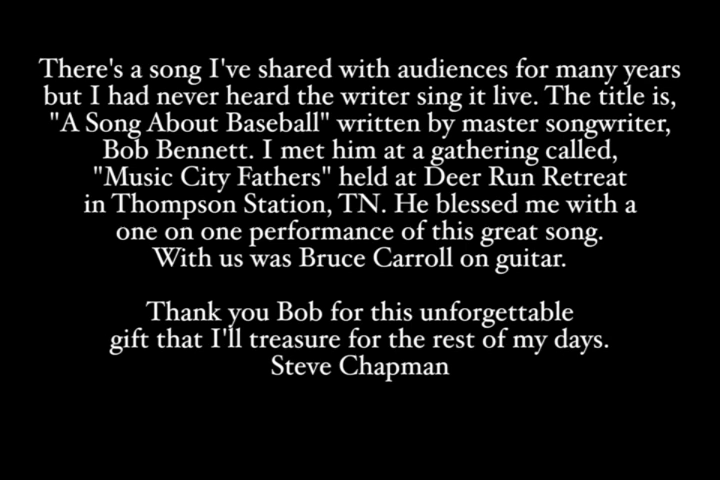 There's a song I've shared with audiences for many years
but I had never heard the writer sing it live. The title is,
"A Song About Baseball" written by master songwriter,
Bob Bennett. I met him at a gathering called,
"Music City Fathers" held at Deer Run Retreat
in Thompson Station, TN. He blessed me with a
one on one performance of this great song.
With us was Bruce Carroll on guitar.
Thank you Bob for this unforgettable
gift that I'll treasure for the rest of my days.
Steve Chapman